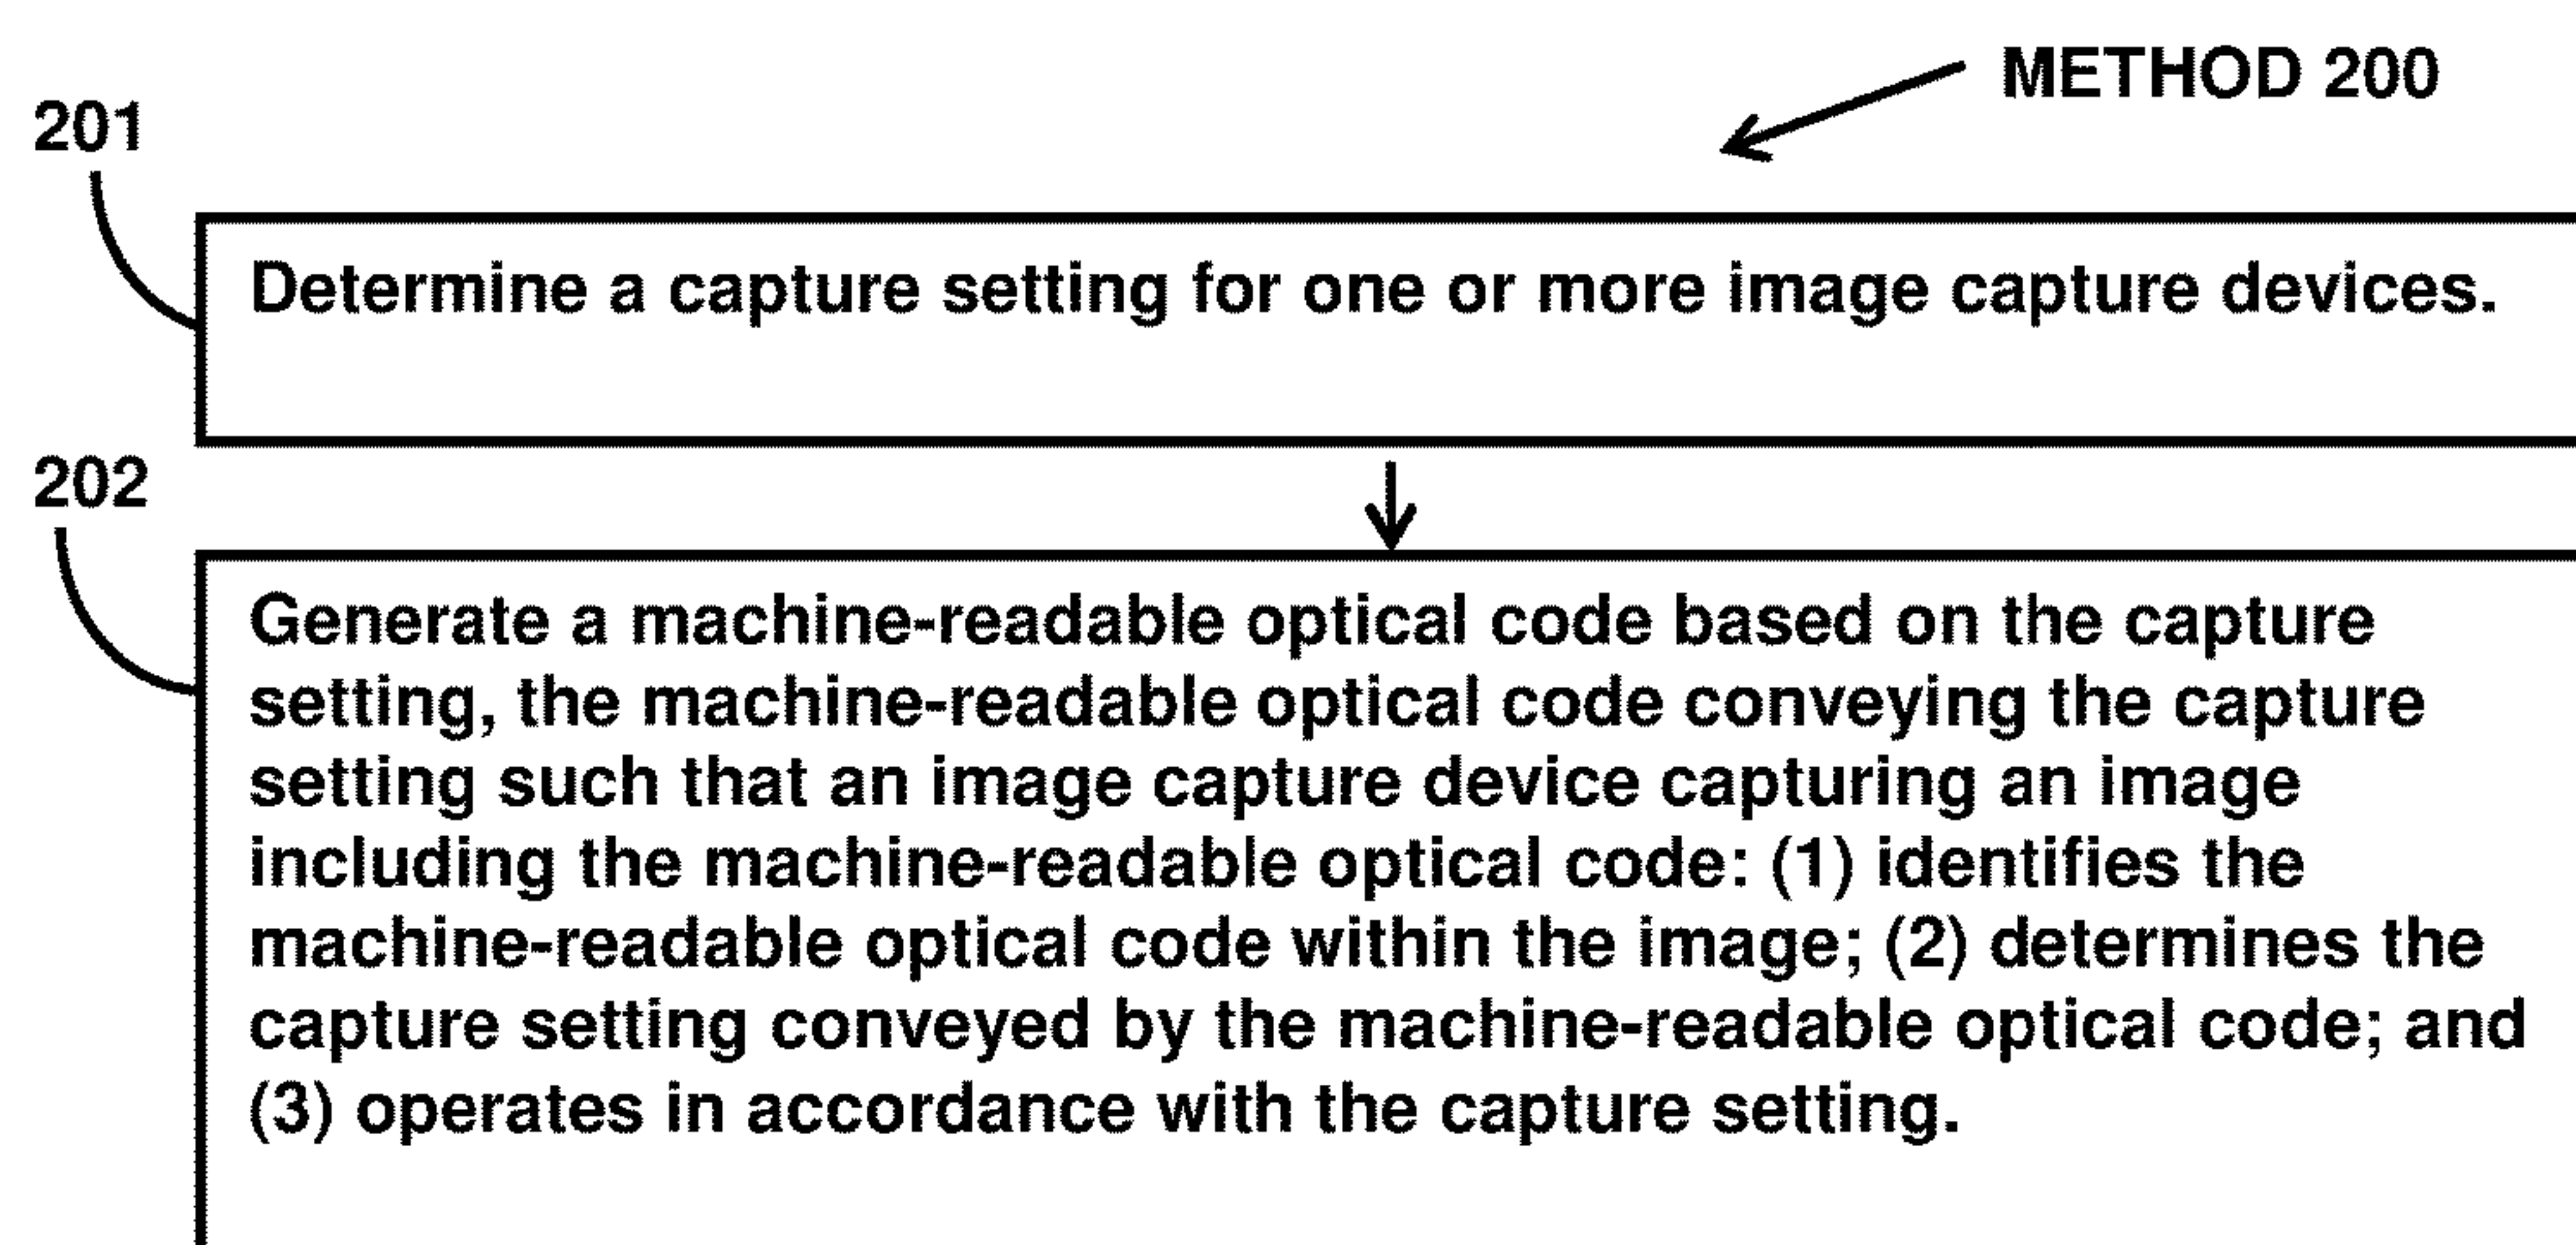 METHOD 200
201
Determine a capture setting for one or more image capture devices.
202
Generate a machine-readable optical code based on the capture
setting, the machine-readable optical code conveying the capture
setting such that an image capture device capturing an image
including the machine-readable optical code: (1) identifies the
machine-readable optical code within the image; (2) determines the
capture setting conveyed by the machine-readable optical code; and
(3) operates in accordance with the capture setting.